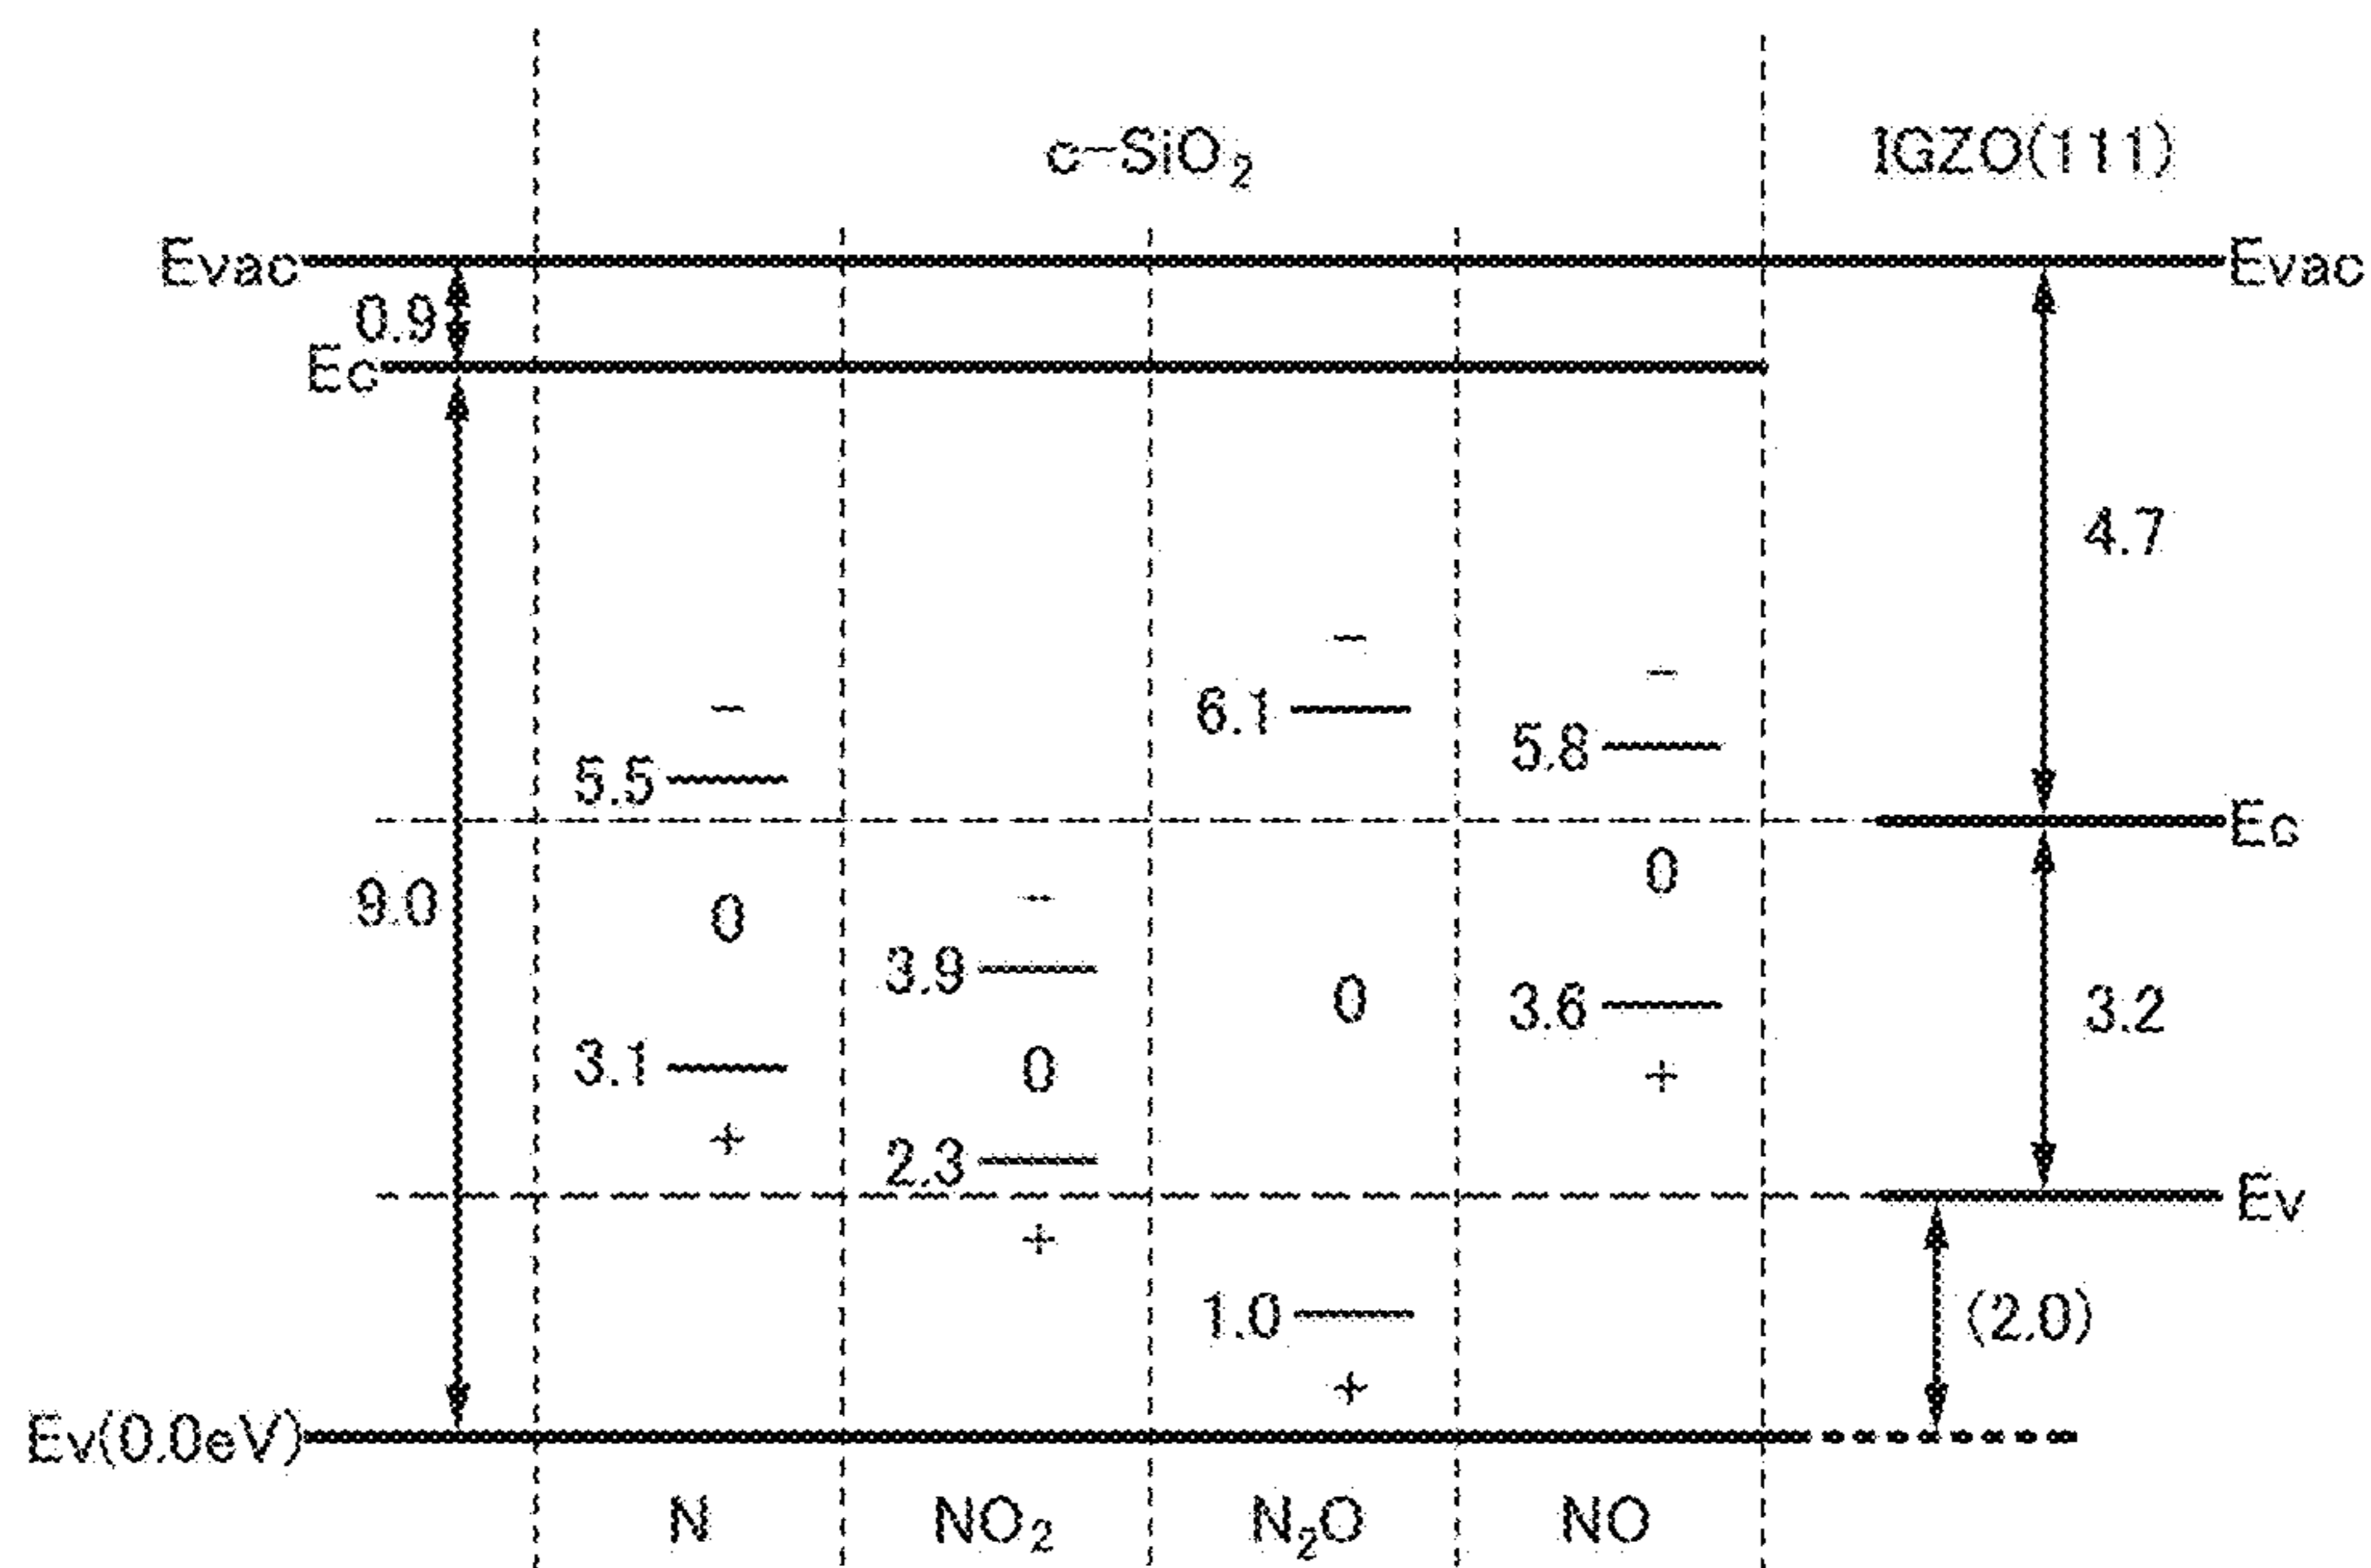 c-SiO₂ IGZO(111)
Evac Evac
0.9
Ec
4.7
−
6.1 −
− 5.8
5.5
Ec
0
9.0 0 −
3.9
0 3.6 3.2
3.1 0 +
+ 2.3
Ev
+
1.0 (2.0)
+
Ev(0.0eV)
N NO₂ N₂O NO